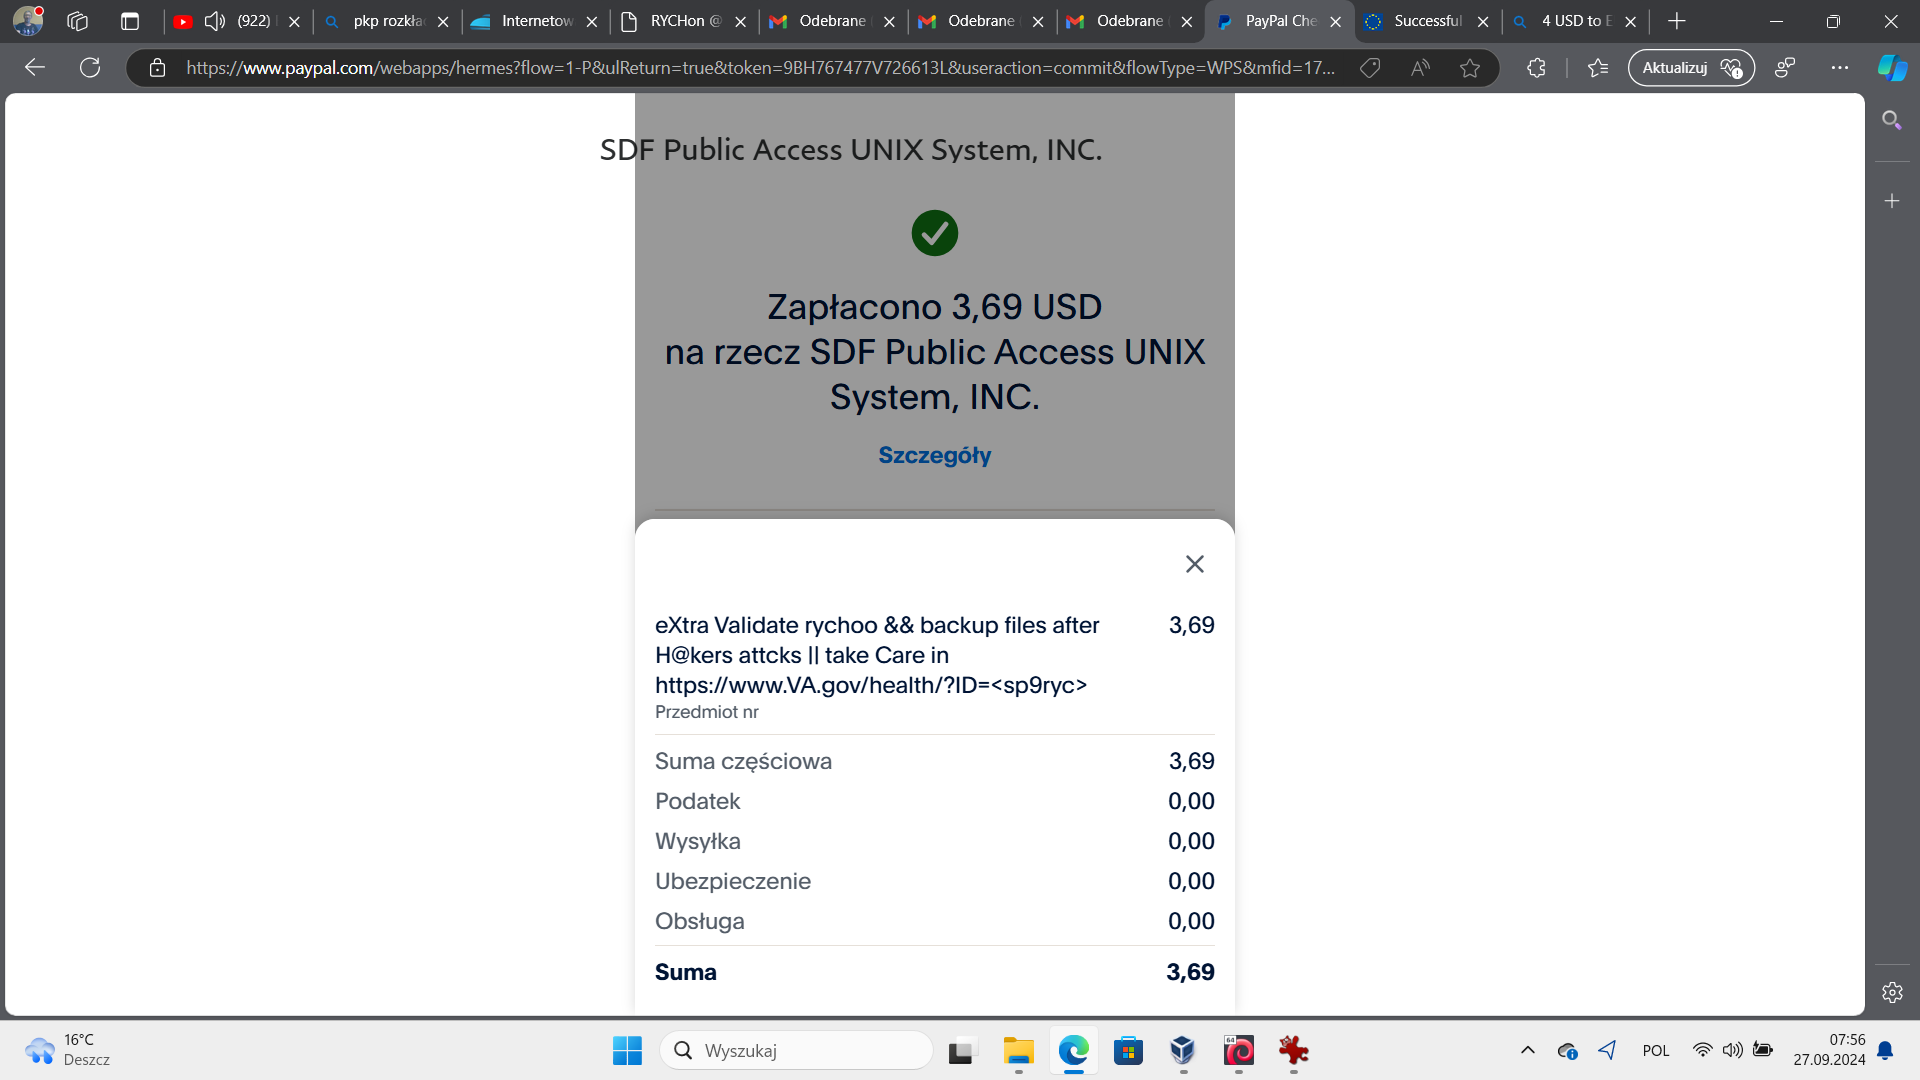 (922)
pkp rozkła
Internetow
RYCHon @
Odebrane
Odebrane
Odebrane
PayPal Che
Successful
4 USD to E
https://www.paypal.com/webapps/hermes?flow=1-P&ulReturn=true&token=9BH767477V726613L&useraction=commit&flowType=WPS&mfid=17...
Aktualizuj
SDF Public Access UNIX System, INC.
Zapłacono 3,69 USD
na rzecz SDF Public Access UNIX
System, INC.
Szczegóły
eXtra Validate rychoo && backup files after 3,69
H@kers attcks || take Care in
https://www.VA.gov/health/?ID=<sp9ryc>
Przedmiot nr
Suma częściowa 3,69
Podatek 0,00
Wysyłka 0,00
Ubezpieczenie 0,00
Obsługa 0,00
Suma 3,69
16°C
Deszcz
Wyszukaj
64
POL
07:56
27.09.2024